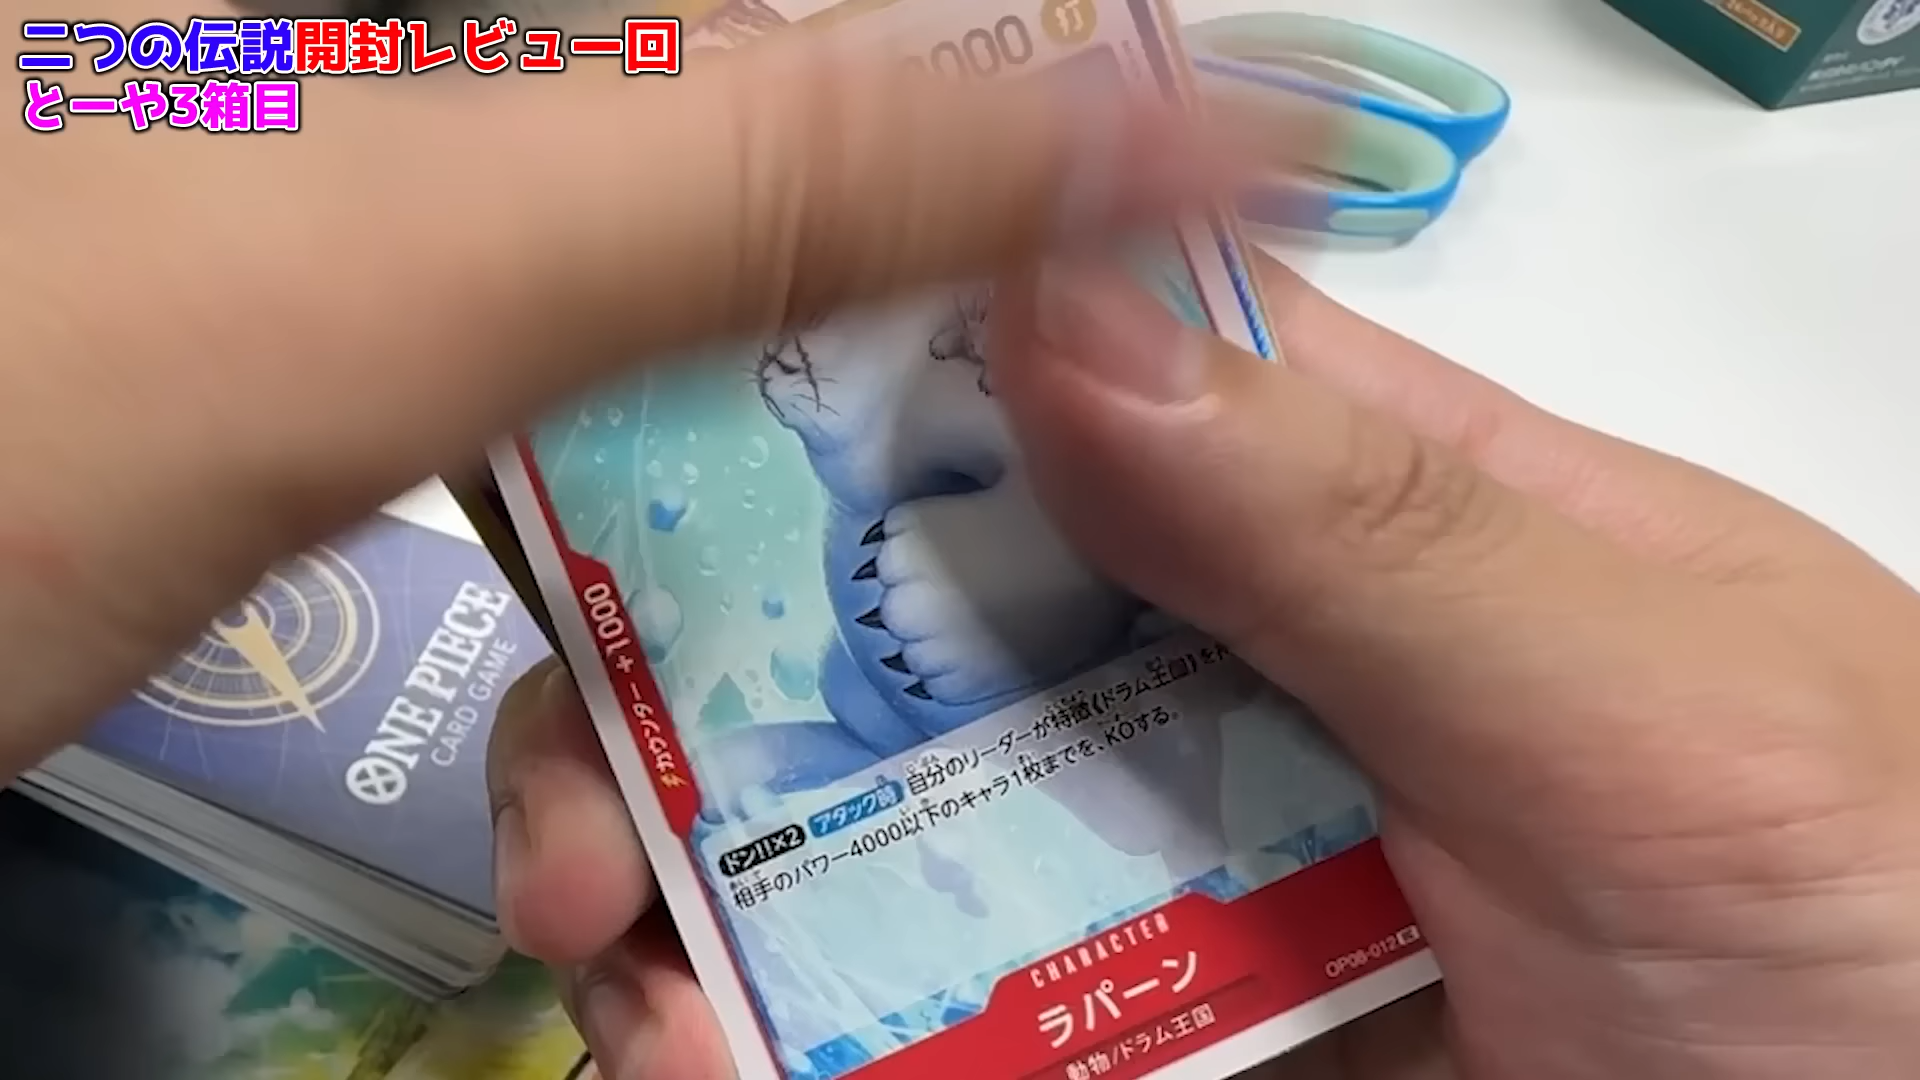 二つの伝説開封レビュー回
とーや3箱目
000 打
+1000
カウンター
ONE PIECE
CARD GAME
ドン!!×2 アタック時 自分のリーダーが特徴《ドラム王国》を
相手のパワー4000以下のキャラ1枚までを、KOする。
CHARACTER
ラパーン
動物/ドラム王国
OP08-012